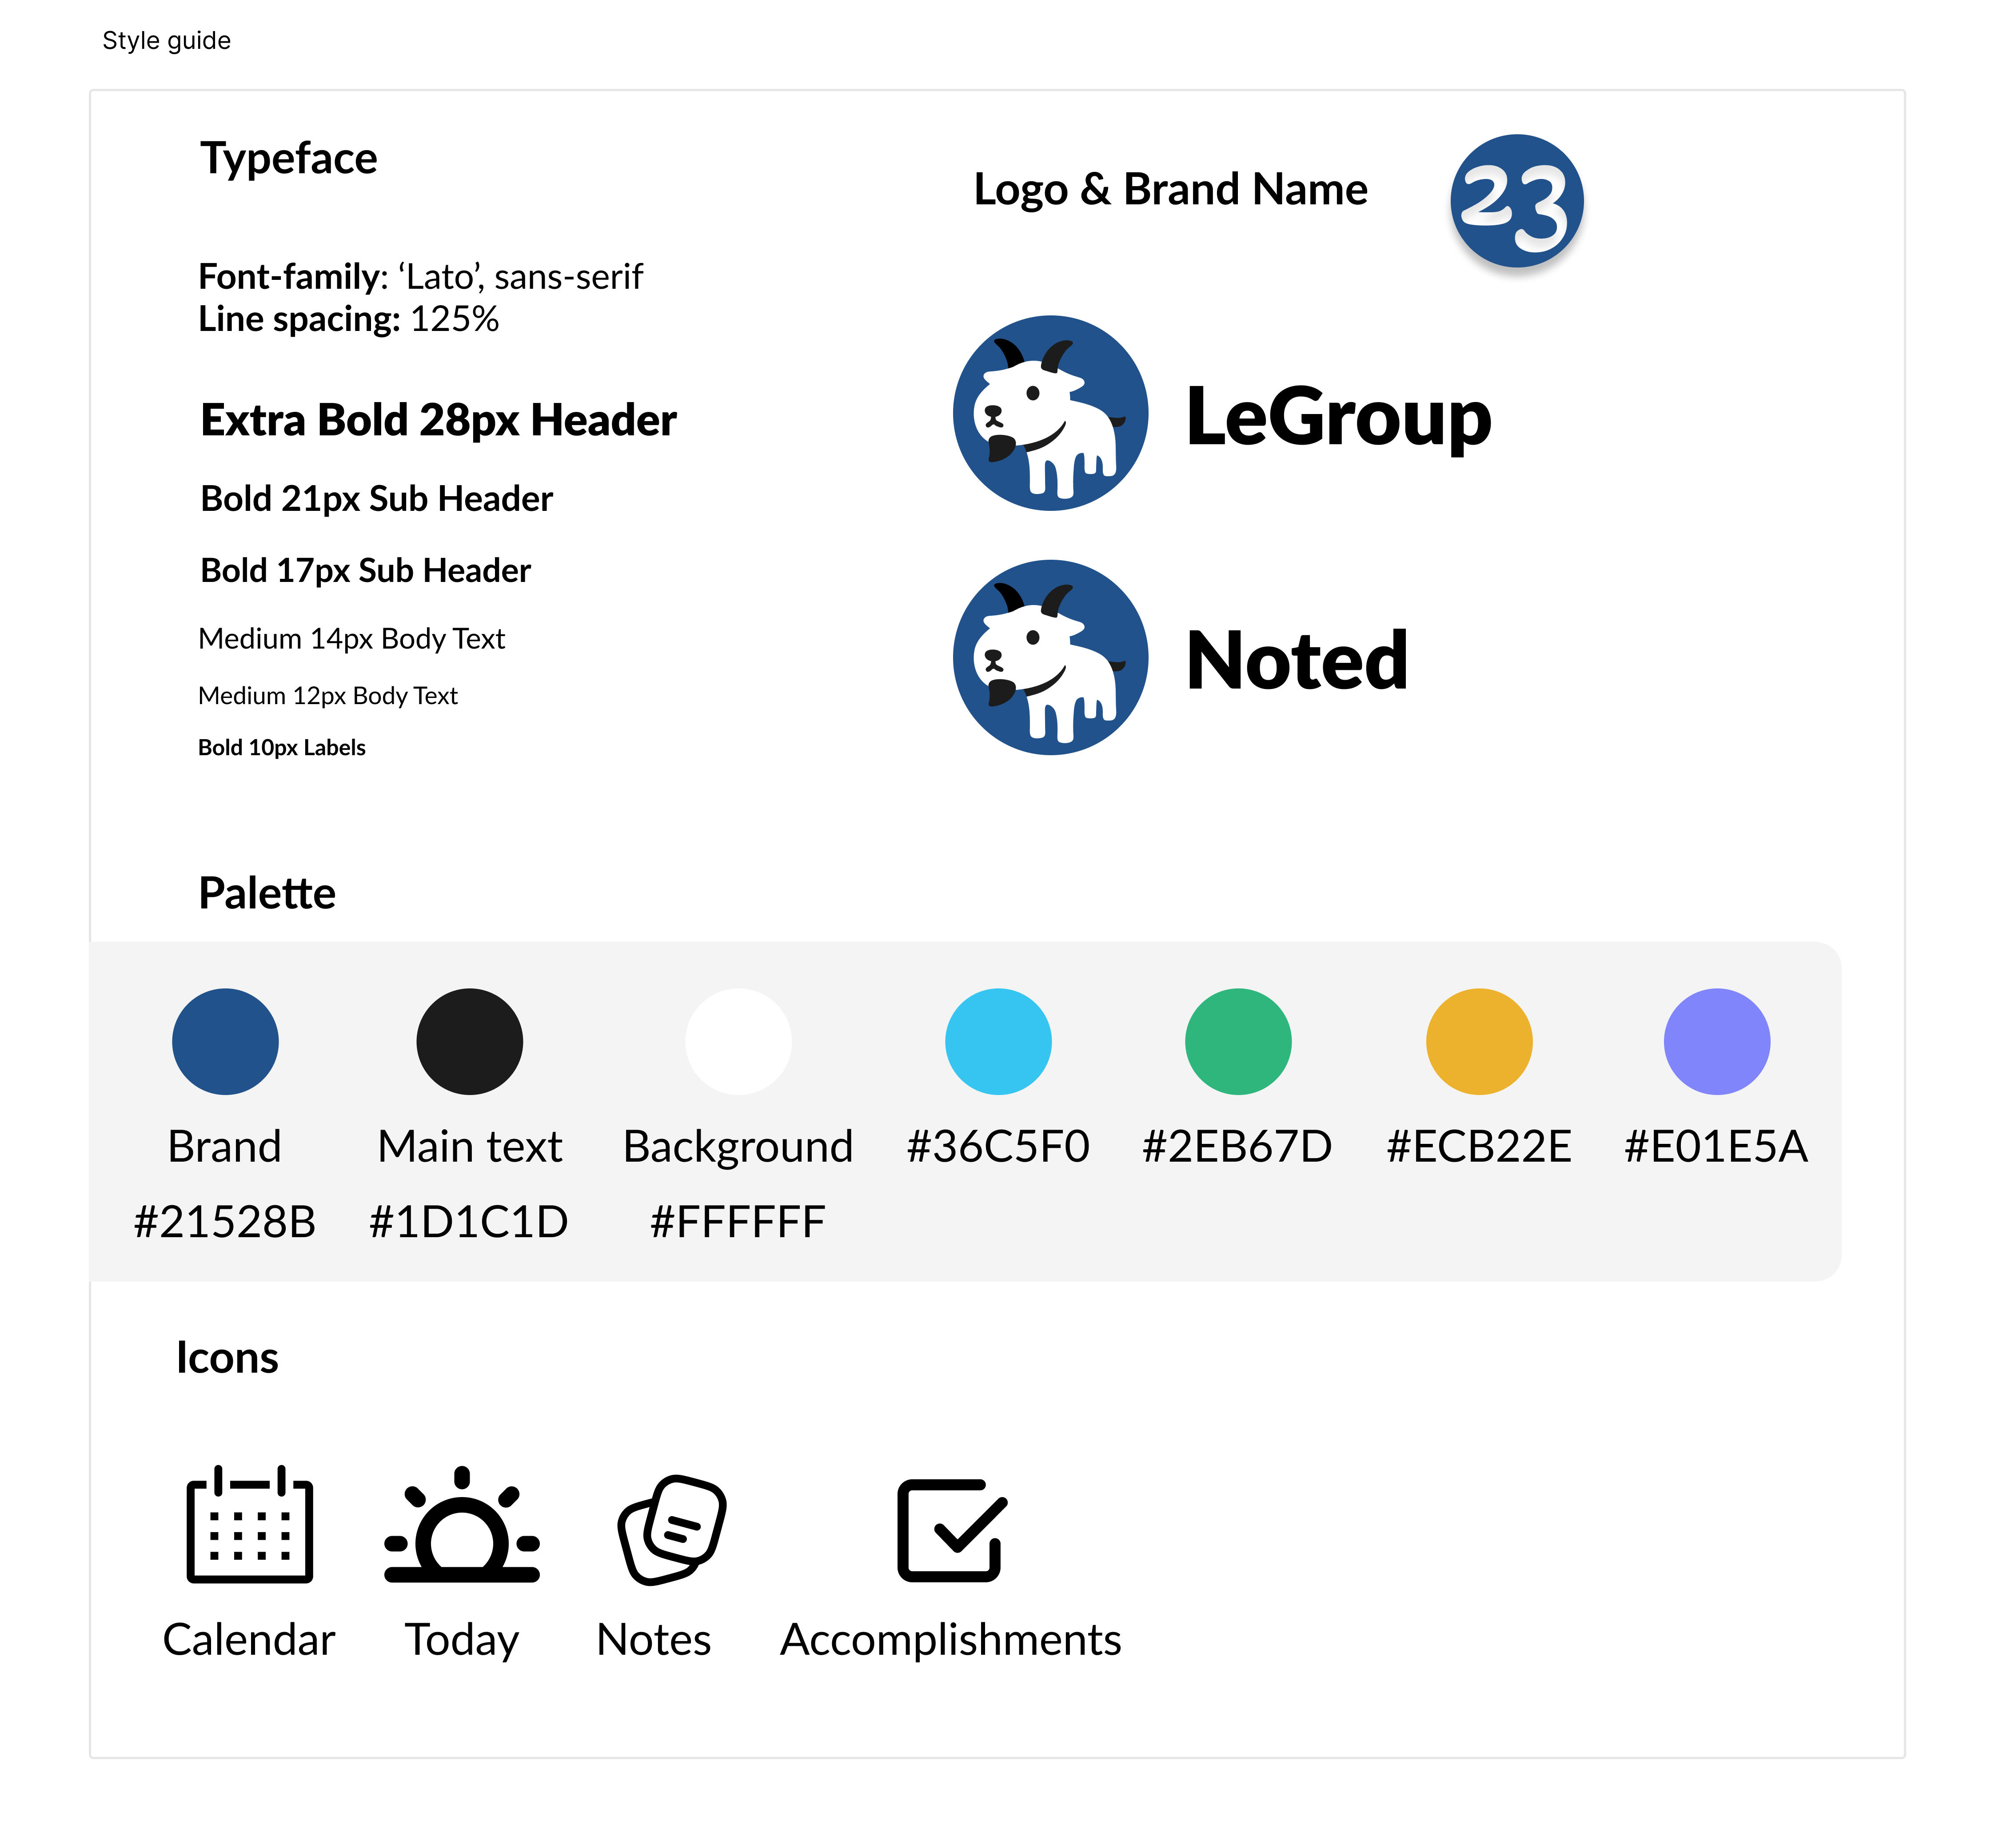 Style guide
Typeface
Font-family: ‘Lato’, sans-serif
Line spacing: 125%
Extra Bold 28px Header
Bold 21px Sub Header
Bold 17px Sub Header
Medium 14px Body Text
Medium 12px Body Text
Bold 10px Labels
Logo & Brand Name
23
LeGroup
Noted
Palette
Brand
#21528B
Main text
#1D1C1D
Background
#FFFFFF
#36C5F0
#2EB67D
#ECB22E
#E01E5A
Icons
Calendar
Today
Notes
Accomplishments